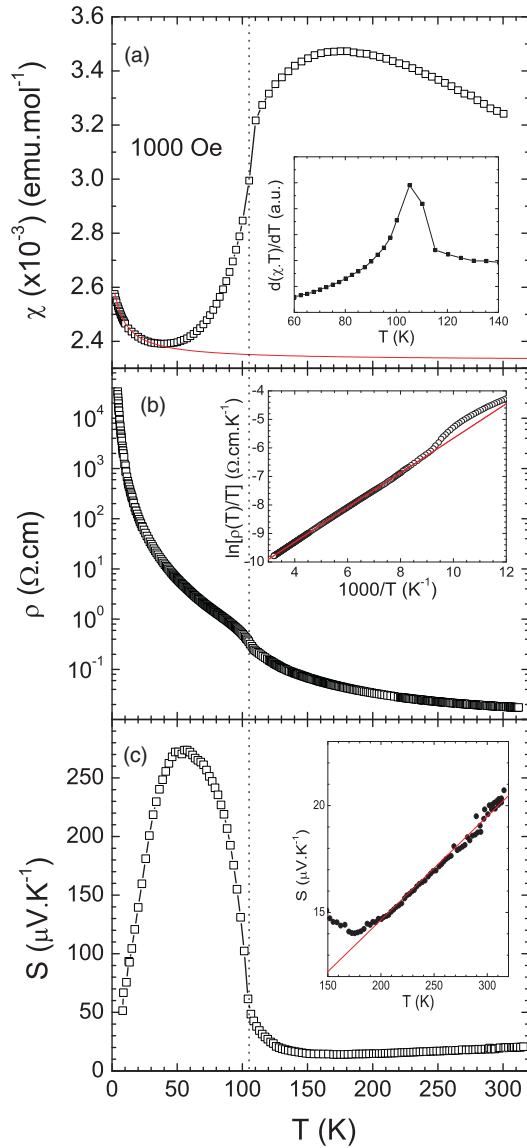 (a)
1000 Oe
χ (x10⁻³) (emu.mol⁻¹)
3.6
3.4
3.2
3.0
2.8
2.6
2.4
d(χ.T)/dT (a.u.)
60 80 100 120 140
T (K)
(b)
ρ (Ω.cm)
10⁴
10³
10²
10¹
10⁰
10⁻¹
ln[ρ(T)/T] (Ω.cm.K⁻¹)
-4
-5
-6
-7
-8
-9
-10
4 6 8 10 12
1000/T (K⁻¹)
(c)
S (μV.K⁻¹)
250
200
150
100
50
0
S (μV.K⁻¹)
20
15
150 200 250 300
T (K)
0 50 100 150 200 250 300
T (K)